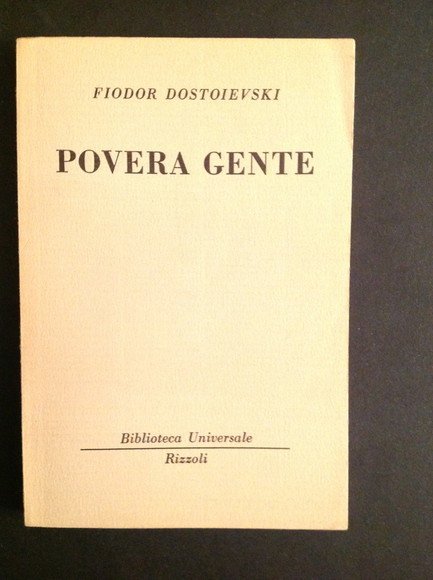 FIODOR DOSTOIEVSKI
POVERA GENTE
Biblioteca Universale
Rizzoli